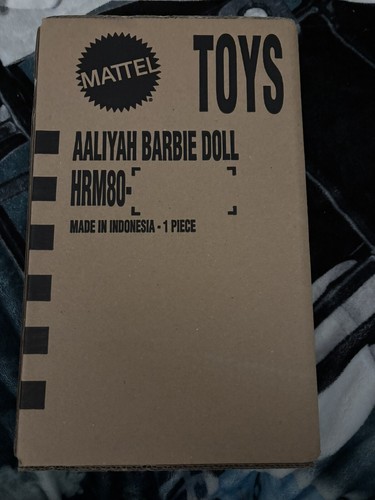 MATTEL
TOYS
AALIYAH BARBIE DOLL
HRM80-
MADE IN INDONESIA - 1 PIECE